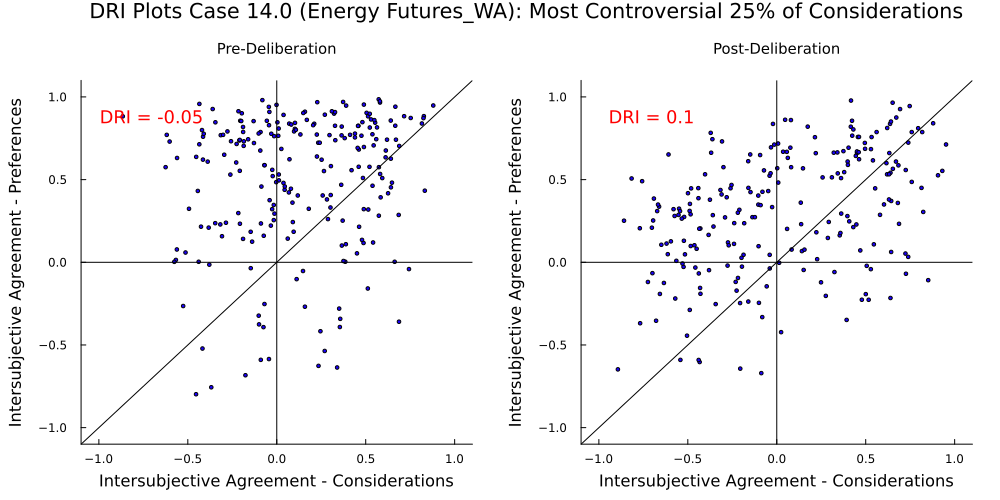 DRI Plots Case 14.0 (Energy Futures_WA): Most Controversial 25% of Considerations
Pre-Deliberation
Intersubjective Agreement - Preferences
1.0
0.5
0.0
−0.5
−1.0
DRI = -0.05
−1.0
−0.5
0.0
0.5
1.0
Intersubjective Agreement - Considerations
Post-Deliberation
Intersubjective Agreement - Preferences
1.0
0.5
0.0
−0.5
−1.0
DRI = 0.1
−1.0
−0.5
0.0
0.5
1.0
Intersubjective Agreement - Considerations